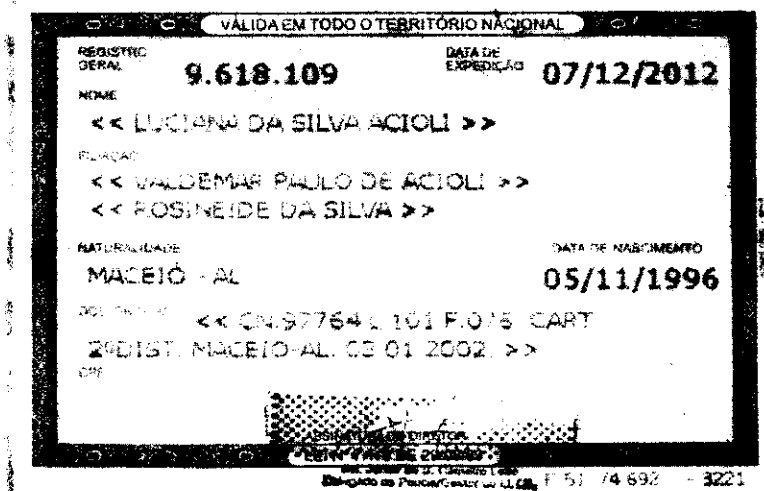 VÁLIDA EM TODO O TERRITÓRIO NACIONAL
REGISTRO GERAL 9.618.109 DATA DE EXPEDIÇÃO 07/12/2012
NOME
<< LUCIANA DA SILVA ACIOLI >>
FILIAÇÃO
<< VALDEMAR PAULO DE ACIOLI >>
<< ROSINEIDE DA SILVA >>
NATURALIDADE DATA DE NASCIMENTO
MACEIÓ - AL 05/11/1996
<< CN.97764 L 101 F.076 CART
2ºDIST. MACEIO-AL. 03 01 2002. >>
CPF
ASSINATURA DO DIRETOR
3221